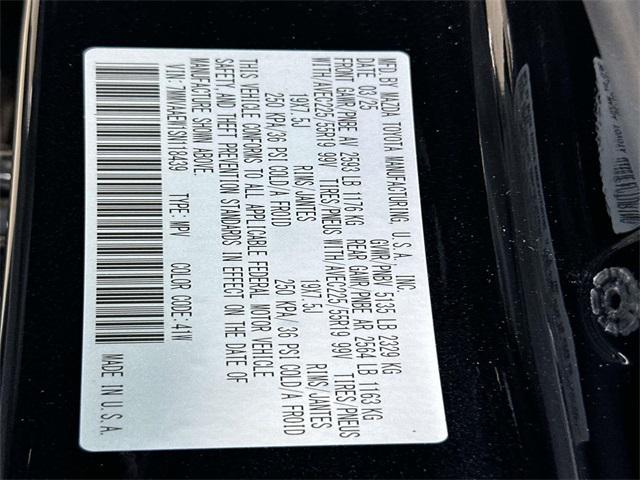 MFD. BY MAZDA TOYOTA MANUFACTURING U.S.A., INC.
DATE 03/25 GVWR/PNBV 5135 LB 2329 KG
FRONT GAWR/PNBE AV 2593 LB 1176 KG REAR GAWR/PNBE AR 2564 LB 1163 KG
WITH/AVEC225/55R19 99V TIRES/PNEUS WITH/AVEC225/55R19 99V TIRES/PNEUS
19X7.5J RIMS/JANTES 19X7.5J RIMS/JANTES
250 KPA/36 PSI COLD/A FROID 250 KPA/36 PSI COLD/A FROID
THIS VEHICLE CONFORMS TO ALL APPLICABLE FEDERAL MOTOR VEHICLE
SAFETY,AND THEFT PREVENTION STANDARDS IN EFFECT ON THE DATE OF
MANUFACTURE SHOWN ABOVE.
TYPE:MPV COLOR CODE:41W
MADE IN U.S.A.